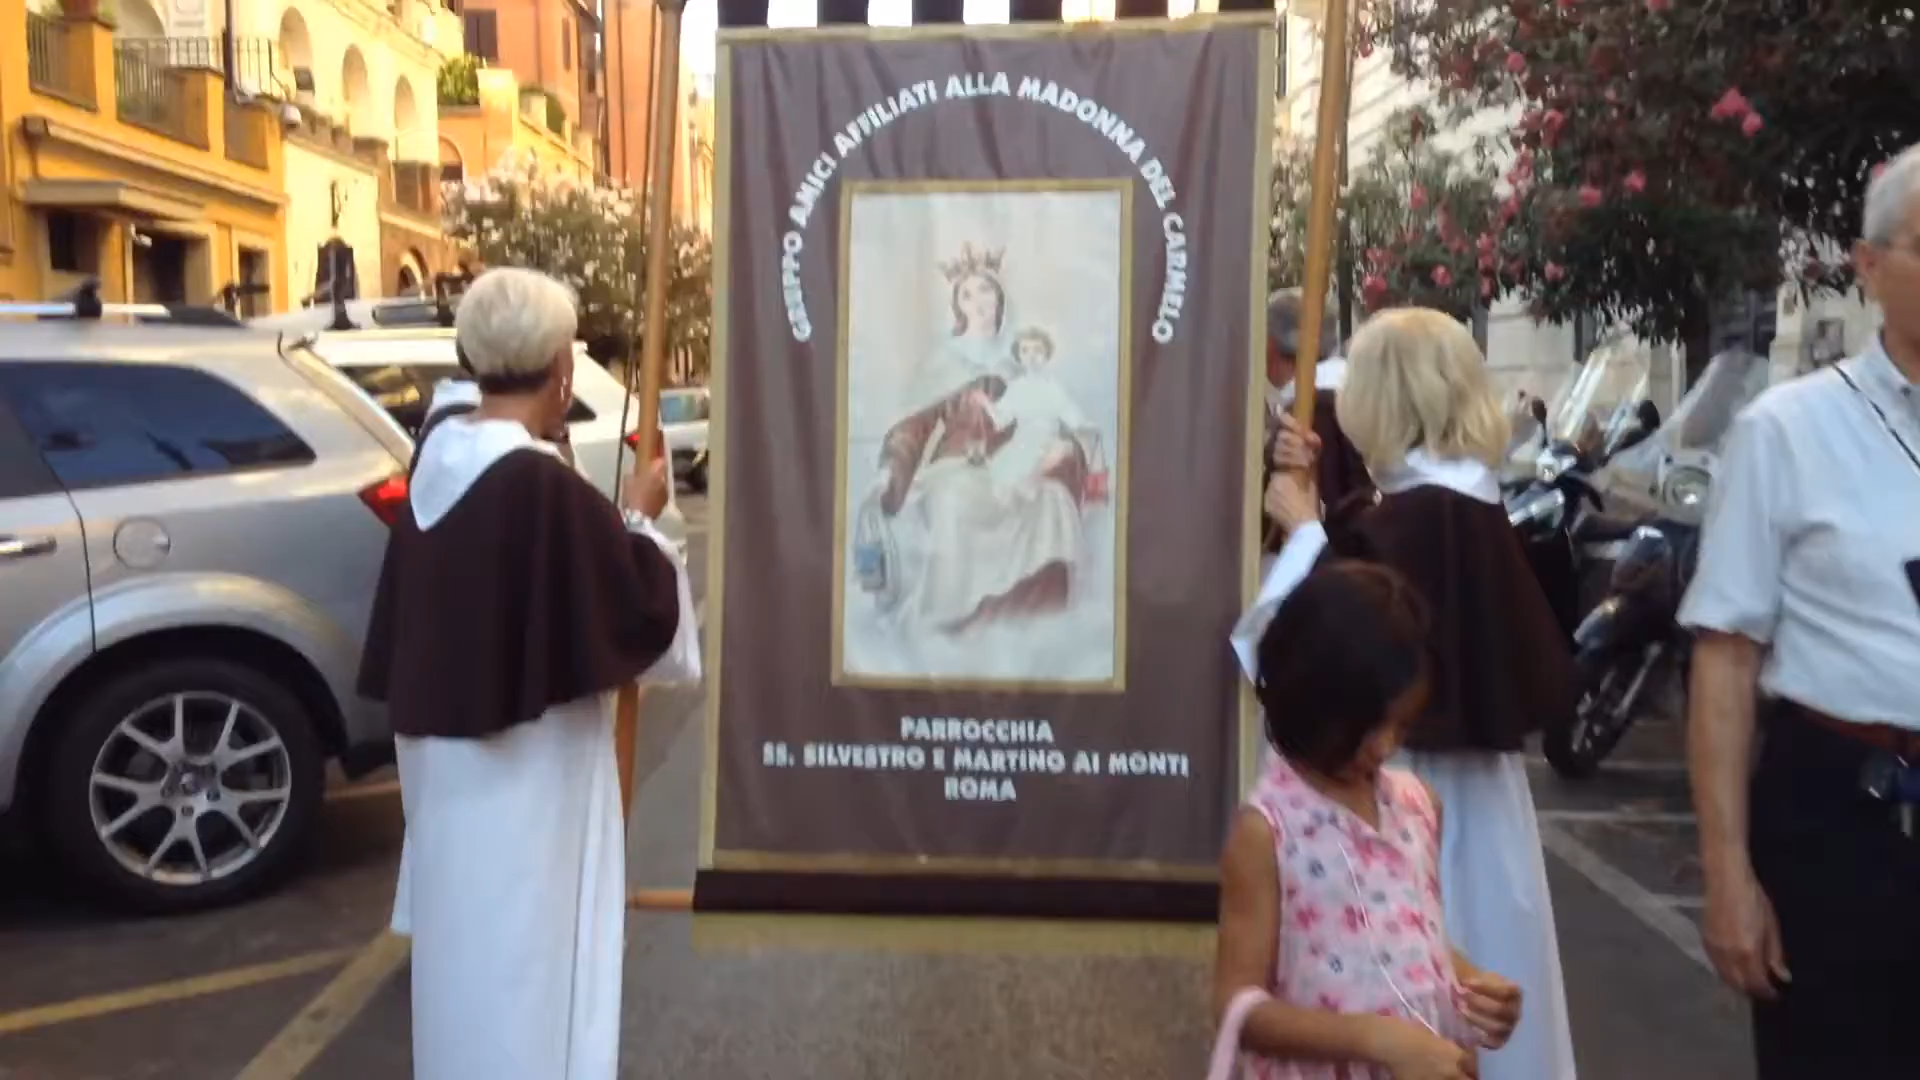 GRUPPO AMICI AFFILIATI ALLA MADONNA DEL CARMELO
PARROCCHIA
SS. SILVESTRO E MARTINO AI MONTI
ROMA